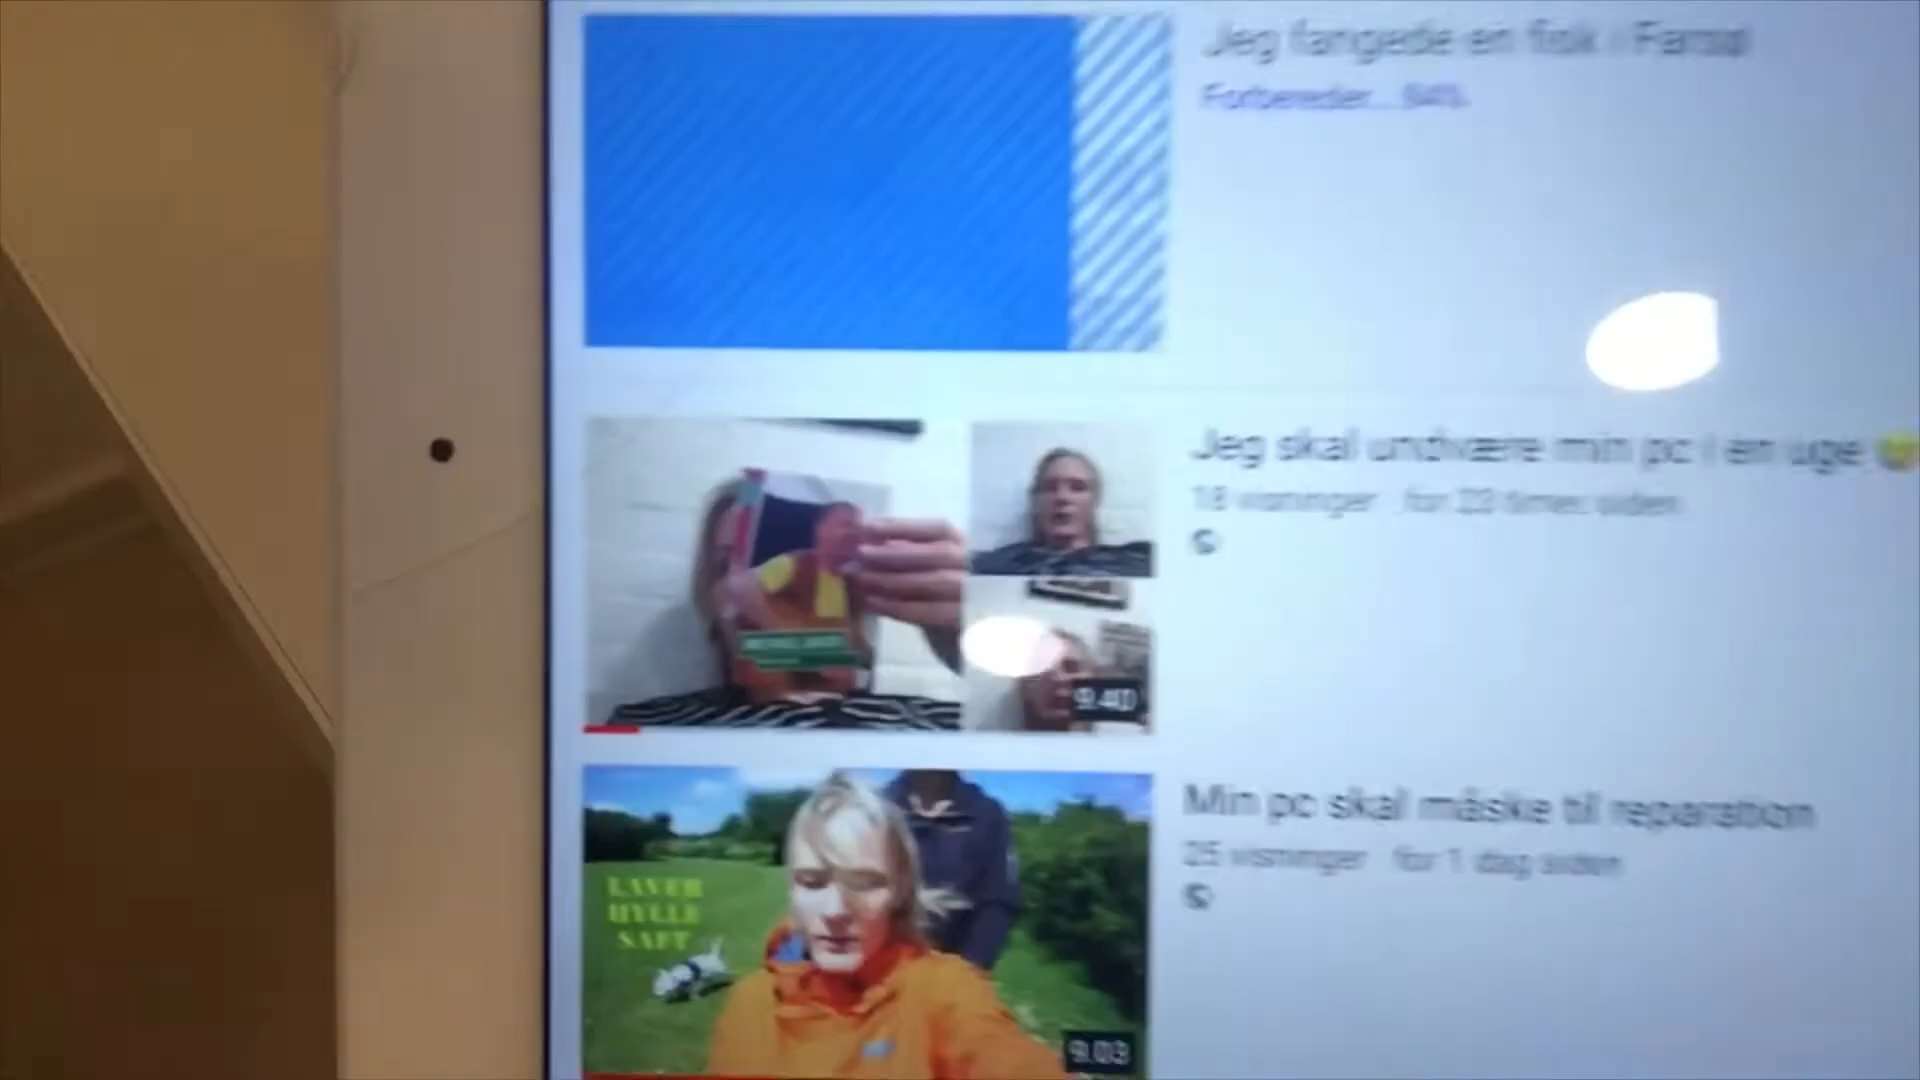 Jeg fangede en fisk i Farsø
Forbereder... 94%
Jeg skal undvære min pc i en uge
18 visninger · for 23 timer siden
9.40
Min pc skal måske til reparation
25 visninger · for 1 dag siden
LAVER
HYLLE
SAFT
9.03